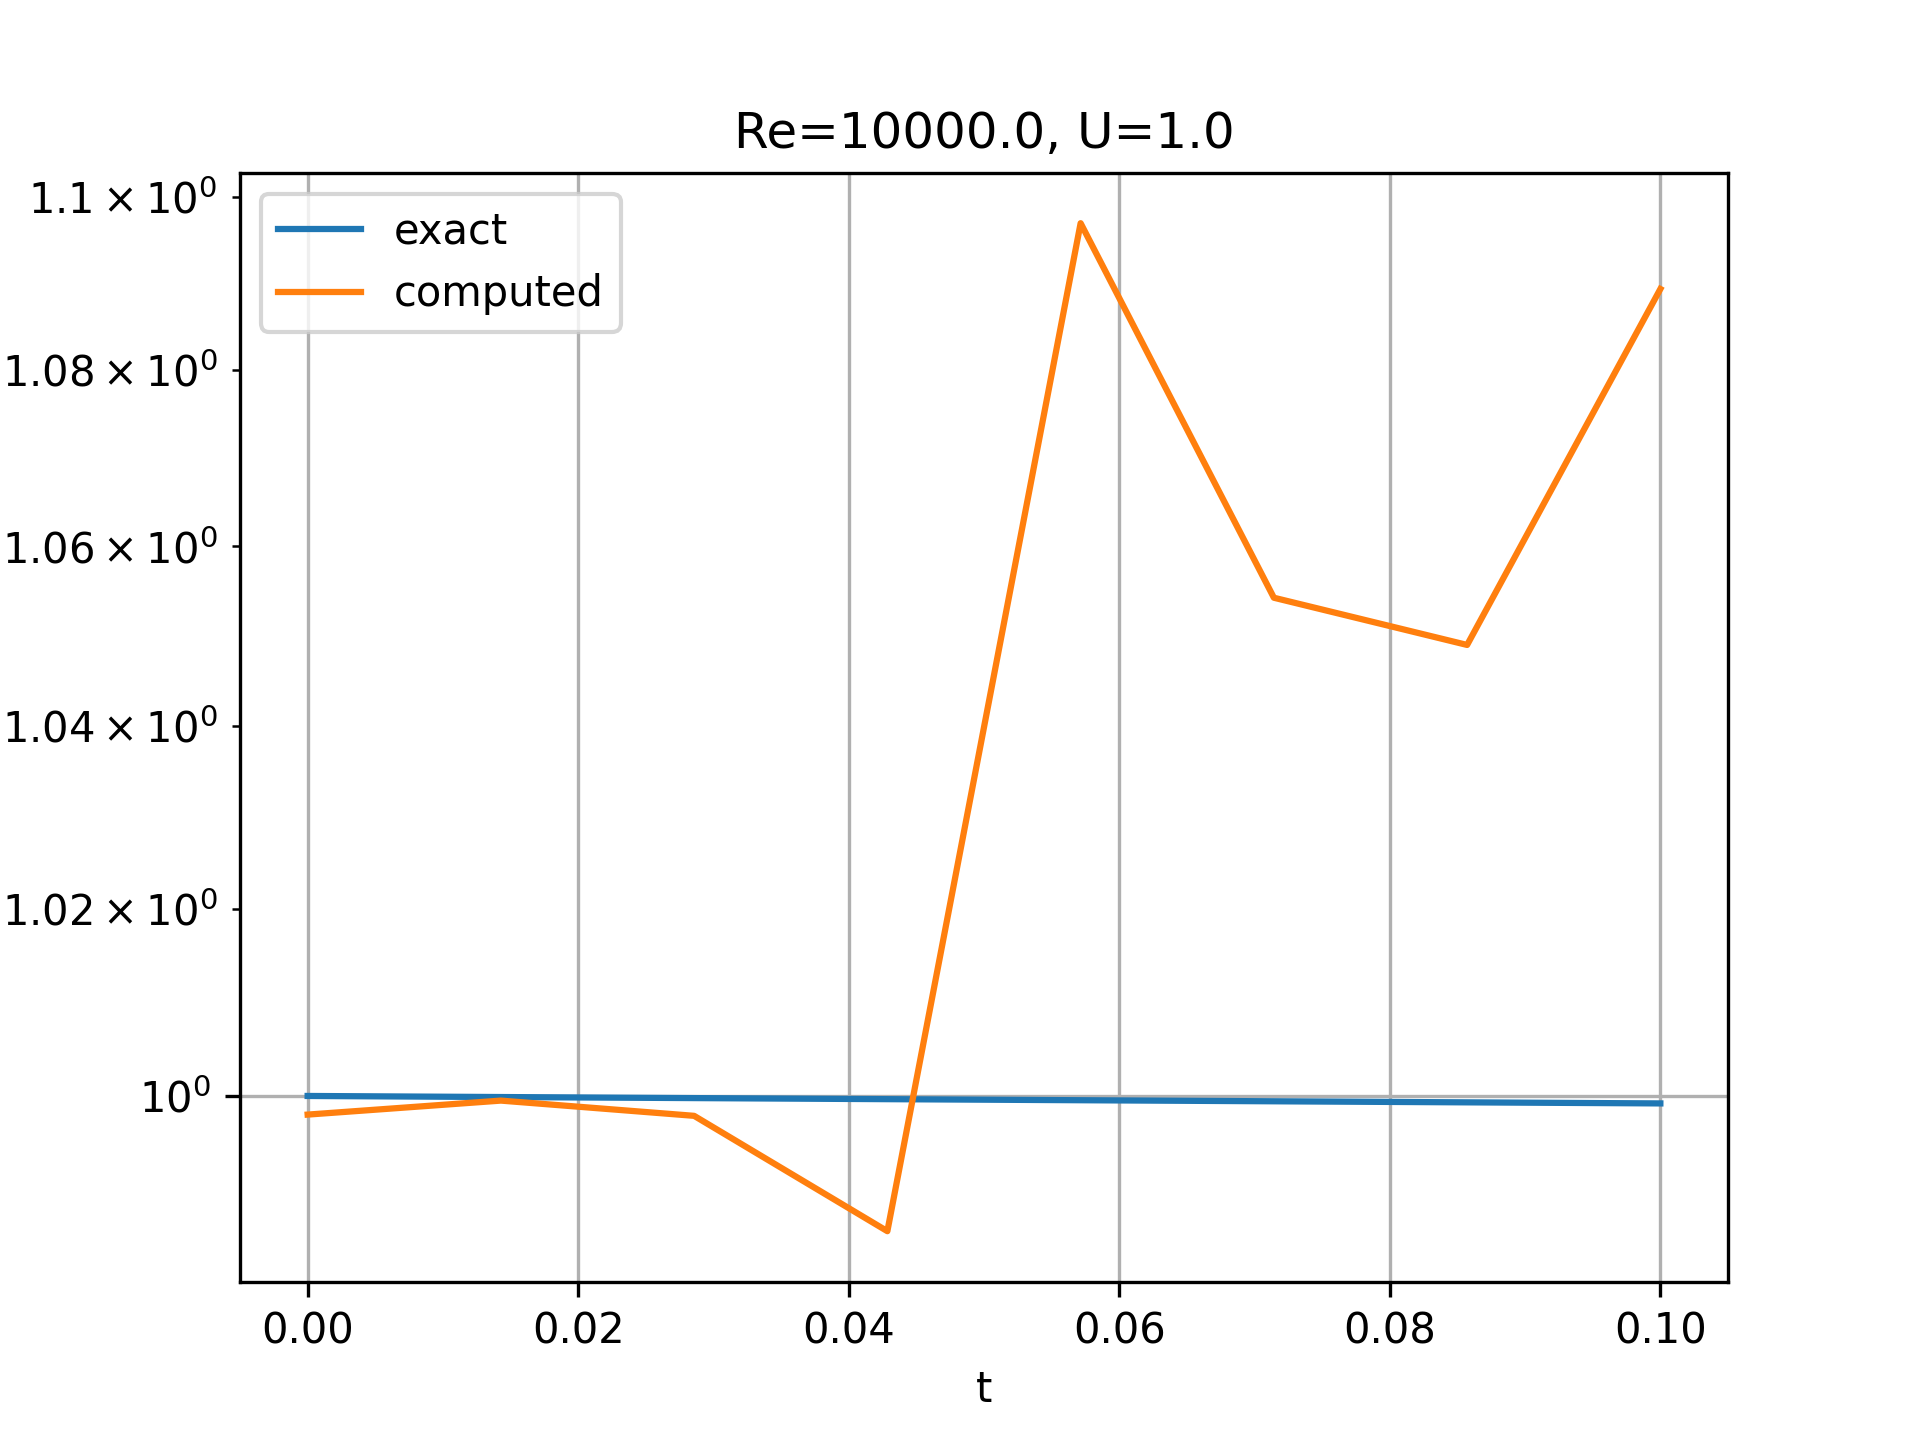 Re=10000.0, U=1.0
1.1 × 10⁰
1.08 × 10⁰
1.06 × 10⁰
1.04 × 10⁰
1.02 × 10⁰
10⁰
exact
computed
0.00 0.02 0.04 0.06 0.08 0.10
t